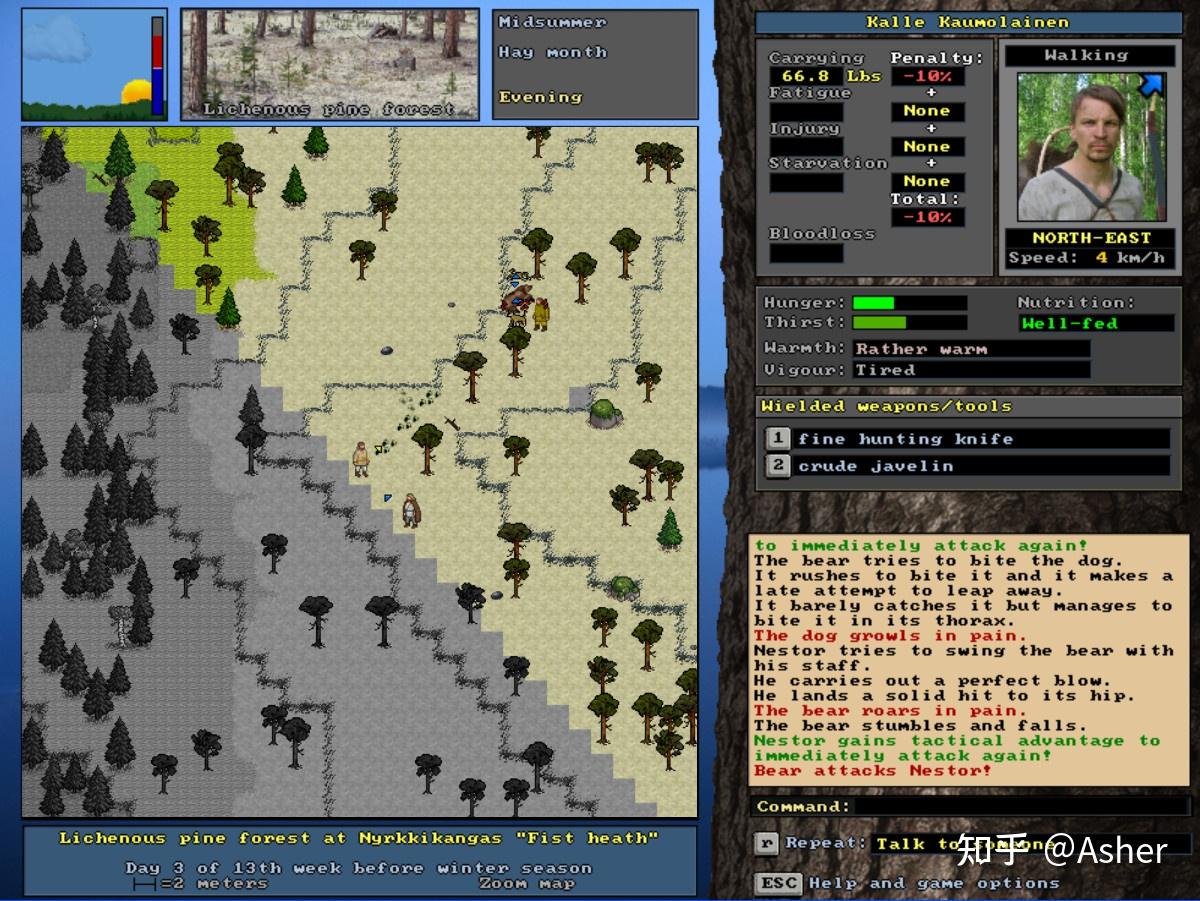 Midsummer
Hay month
Evening
Lichenous pine forest
Kalle Kaumolainen
Carrying Penalty:
66.8 Lbs -10%
Fatigue +
None
Injury +
None
Starvation +
None
Total:
-10%
Bloodloss
Walking
NORTH-EAST
Speed: 4 km/h
Hunger: Nutrition:
Thirst: Well-fed
Warmth: Rather warm
Vigour: Tired
Wielded weapons/tools
1 fine hunting knife
2 crude javelin
to immediately attack again!
The bear tries to bite the dog.
It rushes to bite it and it makes a
late attempt to leap away.
It barely catches it but manages to
bite it in its thorax.
The dog growls in pain.
Nestor tries to swing the bear with
his staff.
He carries out a perfect blow.
He lands a solid hit to its hip.
The bear roars in pain.
The bear stumbles and falls.
Nestor gains tactical advantage to
immediately attack again!
Bear attacks Nestor!
Command:
r Repeat: Talk to someone
ESC Help and game options
Lichenous pine forest at Nyrkkikangas "Fist heath"
Day 3 of 13th week before winter season
=2 meters Zoom map
知乎 @Asher